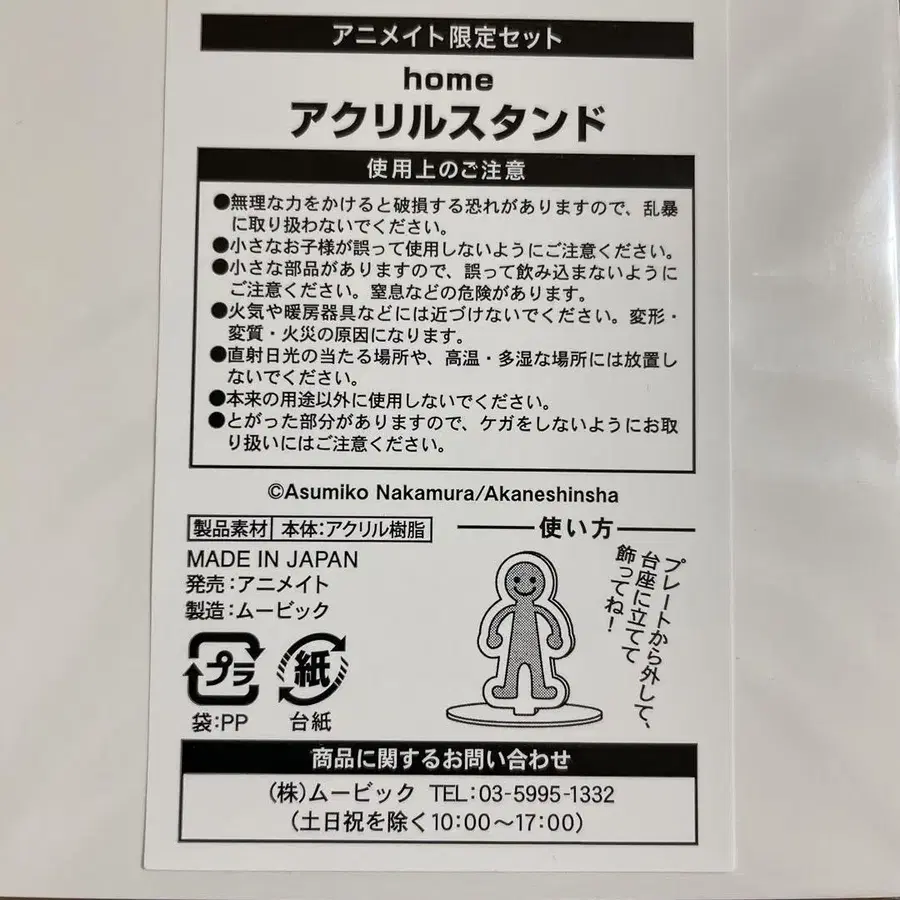 アニメイト限定セット
home
アクリルスタンド
使用上のご注意
●無理な力をかけると破損する恐れがありますので、乱暴
に取り扱わないでください。
●小さなお子様が誤って使用しないようにご注意ください。
●小さな部品がありますので、誤って飲み込まないように
ご注意ください。窒息などの危険があります。
●火気や暖房器具などには近づけないでください。変形・
変質・火災の原因になります。
●直射日光の当たる場所や、高温・多湿な場所には放置し
ないでください。
●本来の用途以外に使用しないでください。
●とがった部分がありますので、ケガをしないようにお取
り扱いにはご注意ください。
©Asumiko Nakamura/Akaneshinsha
製品素材 本体:アクリル樹脂
MADE IN JAPAN
発売:アニメイト
製造:ムービック
プラ
袋:PP
紙
台紙
使い方
プレートから外して、
台座に立てて
飾ってね!
商品に関するお問い合わせ
(株)ムービック TEL:03-5995-1332
(土日祝を除く10:00~17:00)